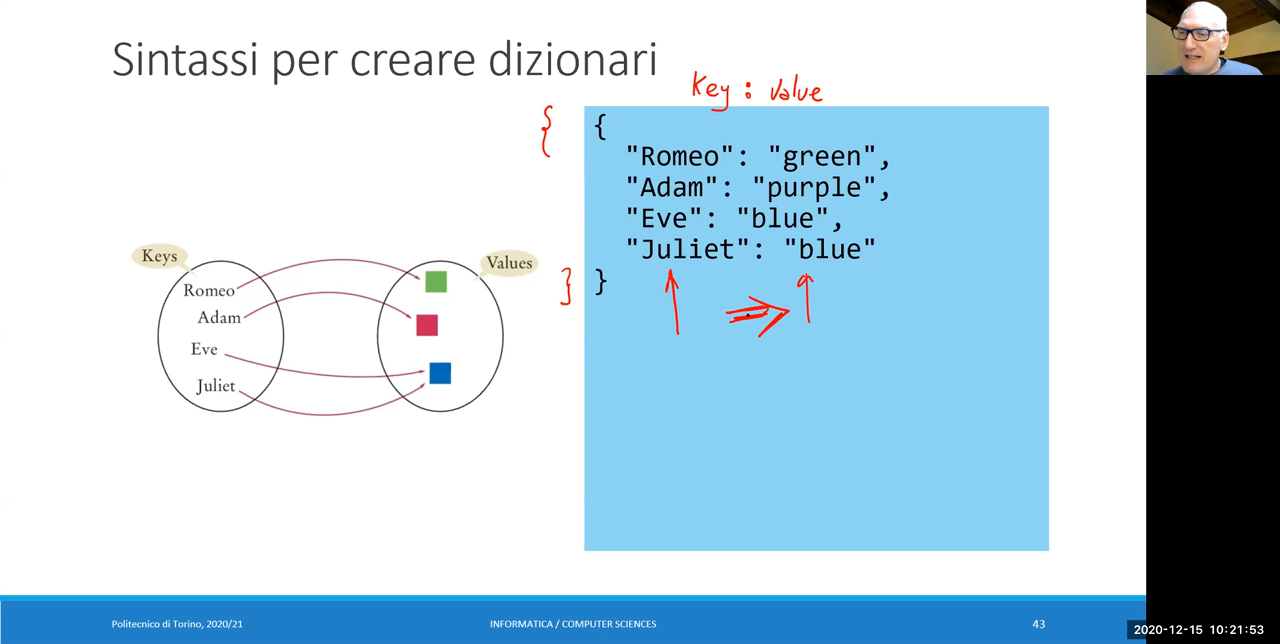 Sintassi per creare dizionari
Key : value
{
{
"Romeo": "green",
"Adam": "purple",
"Eve": "blue",
"Juliet": "blue"
}
}
Keys
Values
Romeo
Adam
Eve
Juliet
Politecnico di Torino, 2020/21
INFORMATICA / COMPUTER SCIENCES
43
2020-12-15 10:21:53